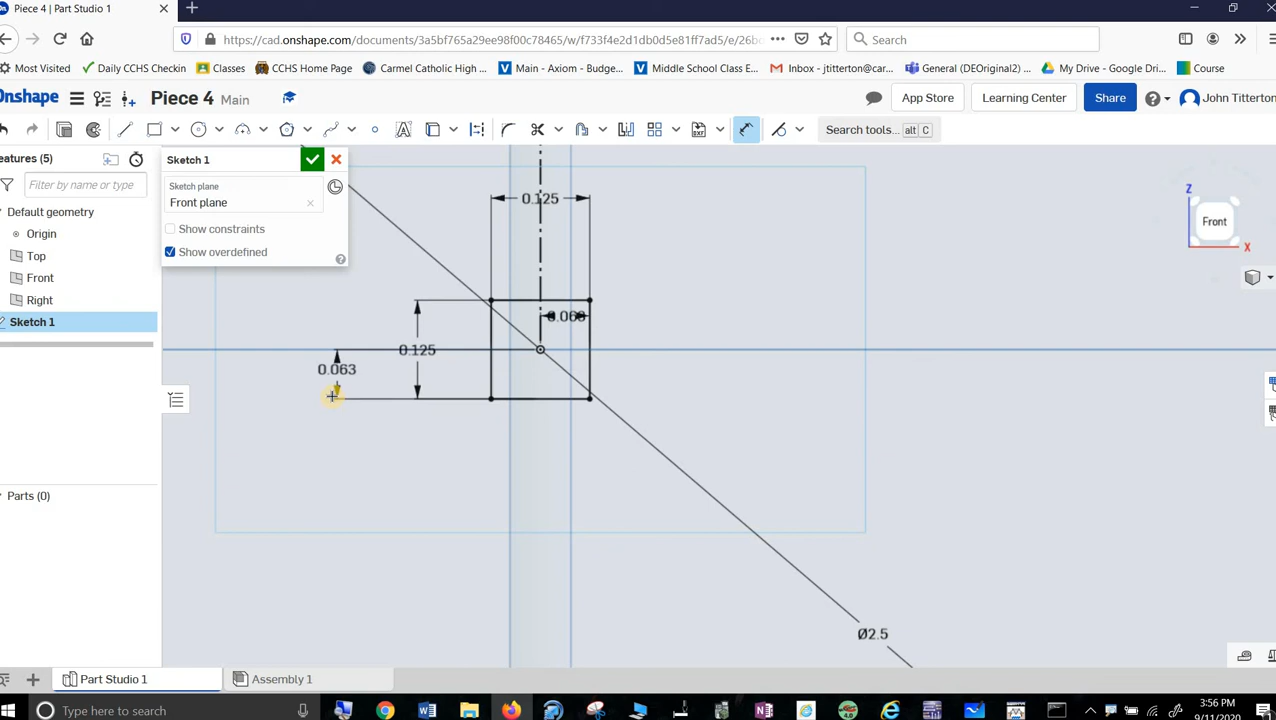 Piece 4 | Part Studio 1
https://cad.onshape.com/documents/3a5bf765a29ee98f00c78465/w/f733f4e2d1db0d5e81ff7ad5/e/26b
Search
Most Visited
Daily CCHS Checkin
Classes
CCHS Home Page
Carmel Catholic High ...
Main - Axiom - Budge...
Middle School Class E...
Inbox - jtitterton@car...
General (DEOriginal2) ...
My Drive - Google Dri...
Course
Onshape
Piece 4 Main
App Store
Learning Center
Share
John Titterton
Search tools... alt C
eatures (5)
Filter by name or type
Default geometry
Origin
Top
Front
Right
Sketch 1
Parts (0)
Sketch 1
Sketch plane
Front plane
Show constraints
Show overdefined
0.125
0.063
0.125
0.063
Ø2.5
Z
Front
X
Part Studio 1
Assembly 1
Type here to search
3:56 PM
9/11/2020